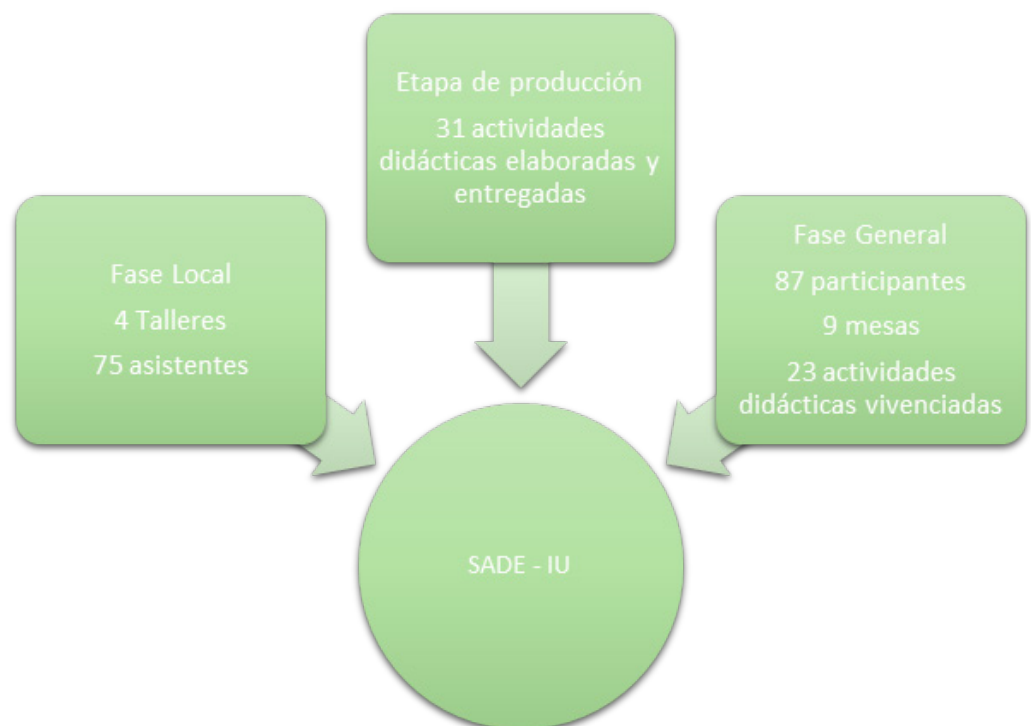 Etapa de producción
31 actividades
didácticas elaboradas y
entregadas
Fase Local
4 Talleres
75 asistentes
Fase General
87 participantes
9 mesas
23 actividades
didácticas vivenciadas
SADE - IU